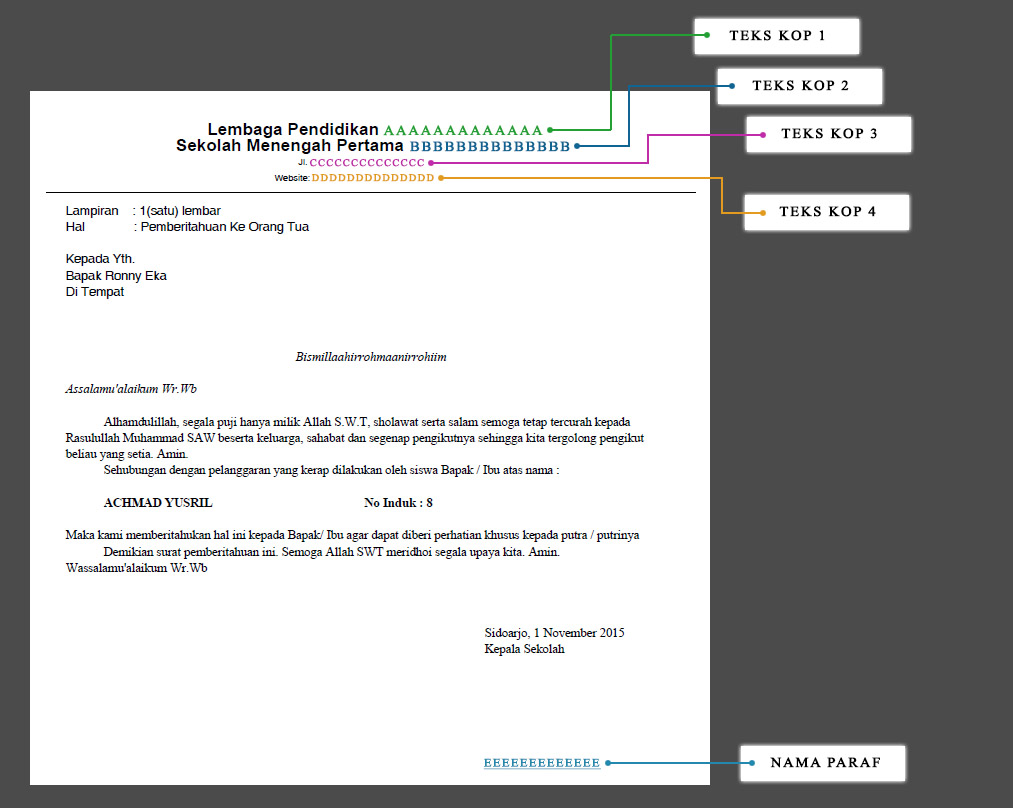 TEKS KOP 1
TEKS KOP 2
Lembaga Pendidikan AAAAAAAAAAAAA
TEKS KOP 3
Sekolah Menengah Pertama BBBBBBBBBBBBBB
Jl. CCCCCCCCCCCCCC
Website: DDDDDDDDDDDDDD
TEKS KOP 4
Lampiran : 1(satu) lembar
Hal : Pemberitahuan Ke Orang Tua
Kepada Yth.
Bapak Ronny Eka
Di Tempat
Bismillaahirrohmaanirrohiim
Assalamu'alaikum Wr.Wb
Alhamdulillah, segala puji hanya milik Allah S.W.T, sholawat serta salam semoga tetap tercurah kepada
Rasulullah Muhammad SAW beserta keluarga, sahabat dan segenap pengikutnya sehingga kita tergolong pengikut
beliau yang setia. Amin.
Sehubungan dengan pelanggaran yang kerap dilakukan oleh siswa Bapak / Ibu atas nama :
ACHMAD YUSRIL No Induk : 8
Maka kami memberitahukan hal ini kepada Bapak/ Ibu agar dapat diberi perhatian khusus kepada putra / putrinya
Demikian surat pemberitahuan ini. Semoga Allah SWT meridhoi segala upaya kita. Amin.
Wassalamu'alaikum Wr.Wb
Sidoarjo, 1 November 2015
Kepala Sekolah
EEEEEEEEEEEEE
NAMA PARAF